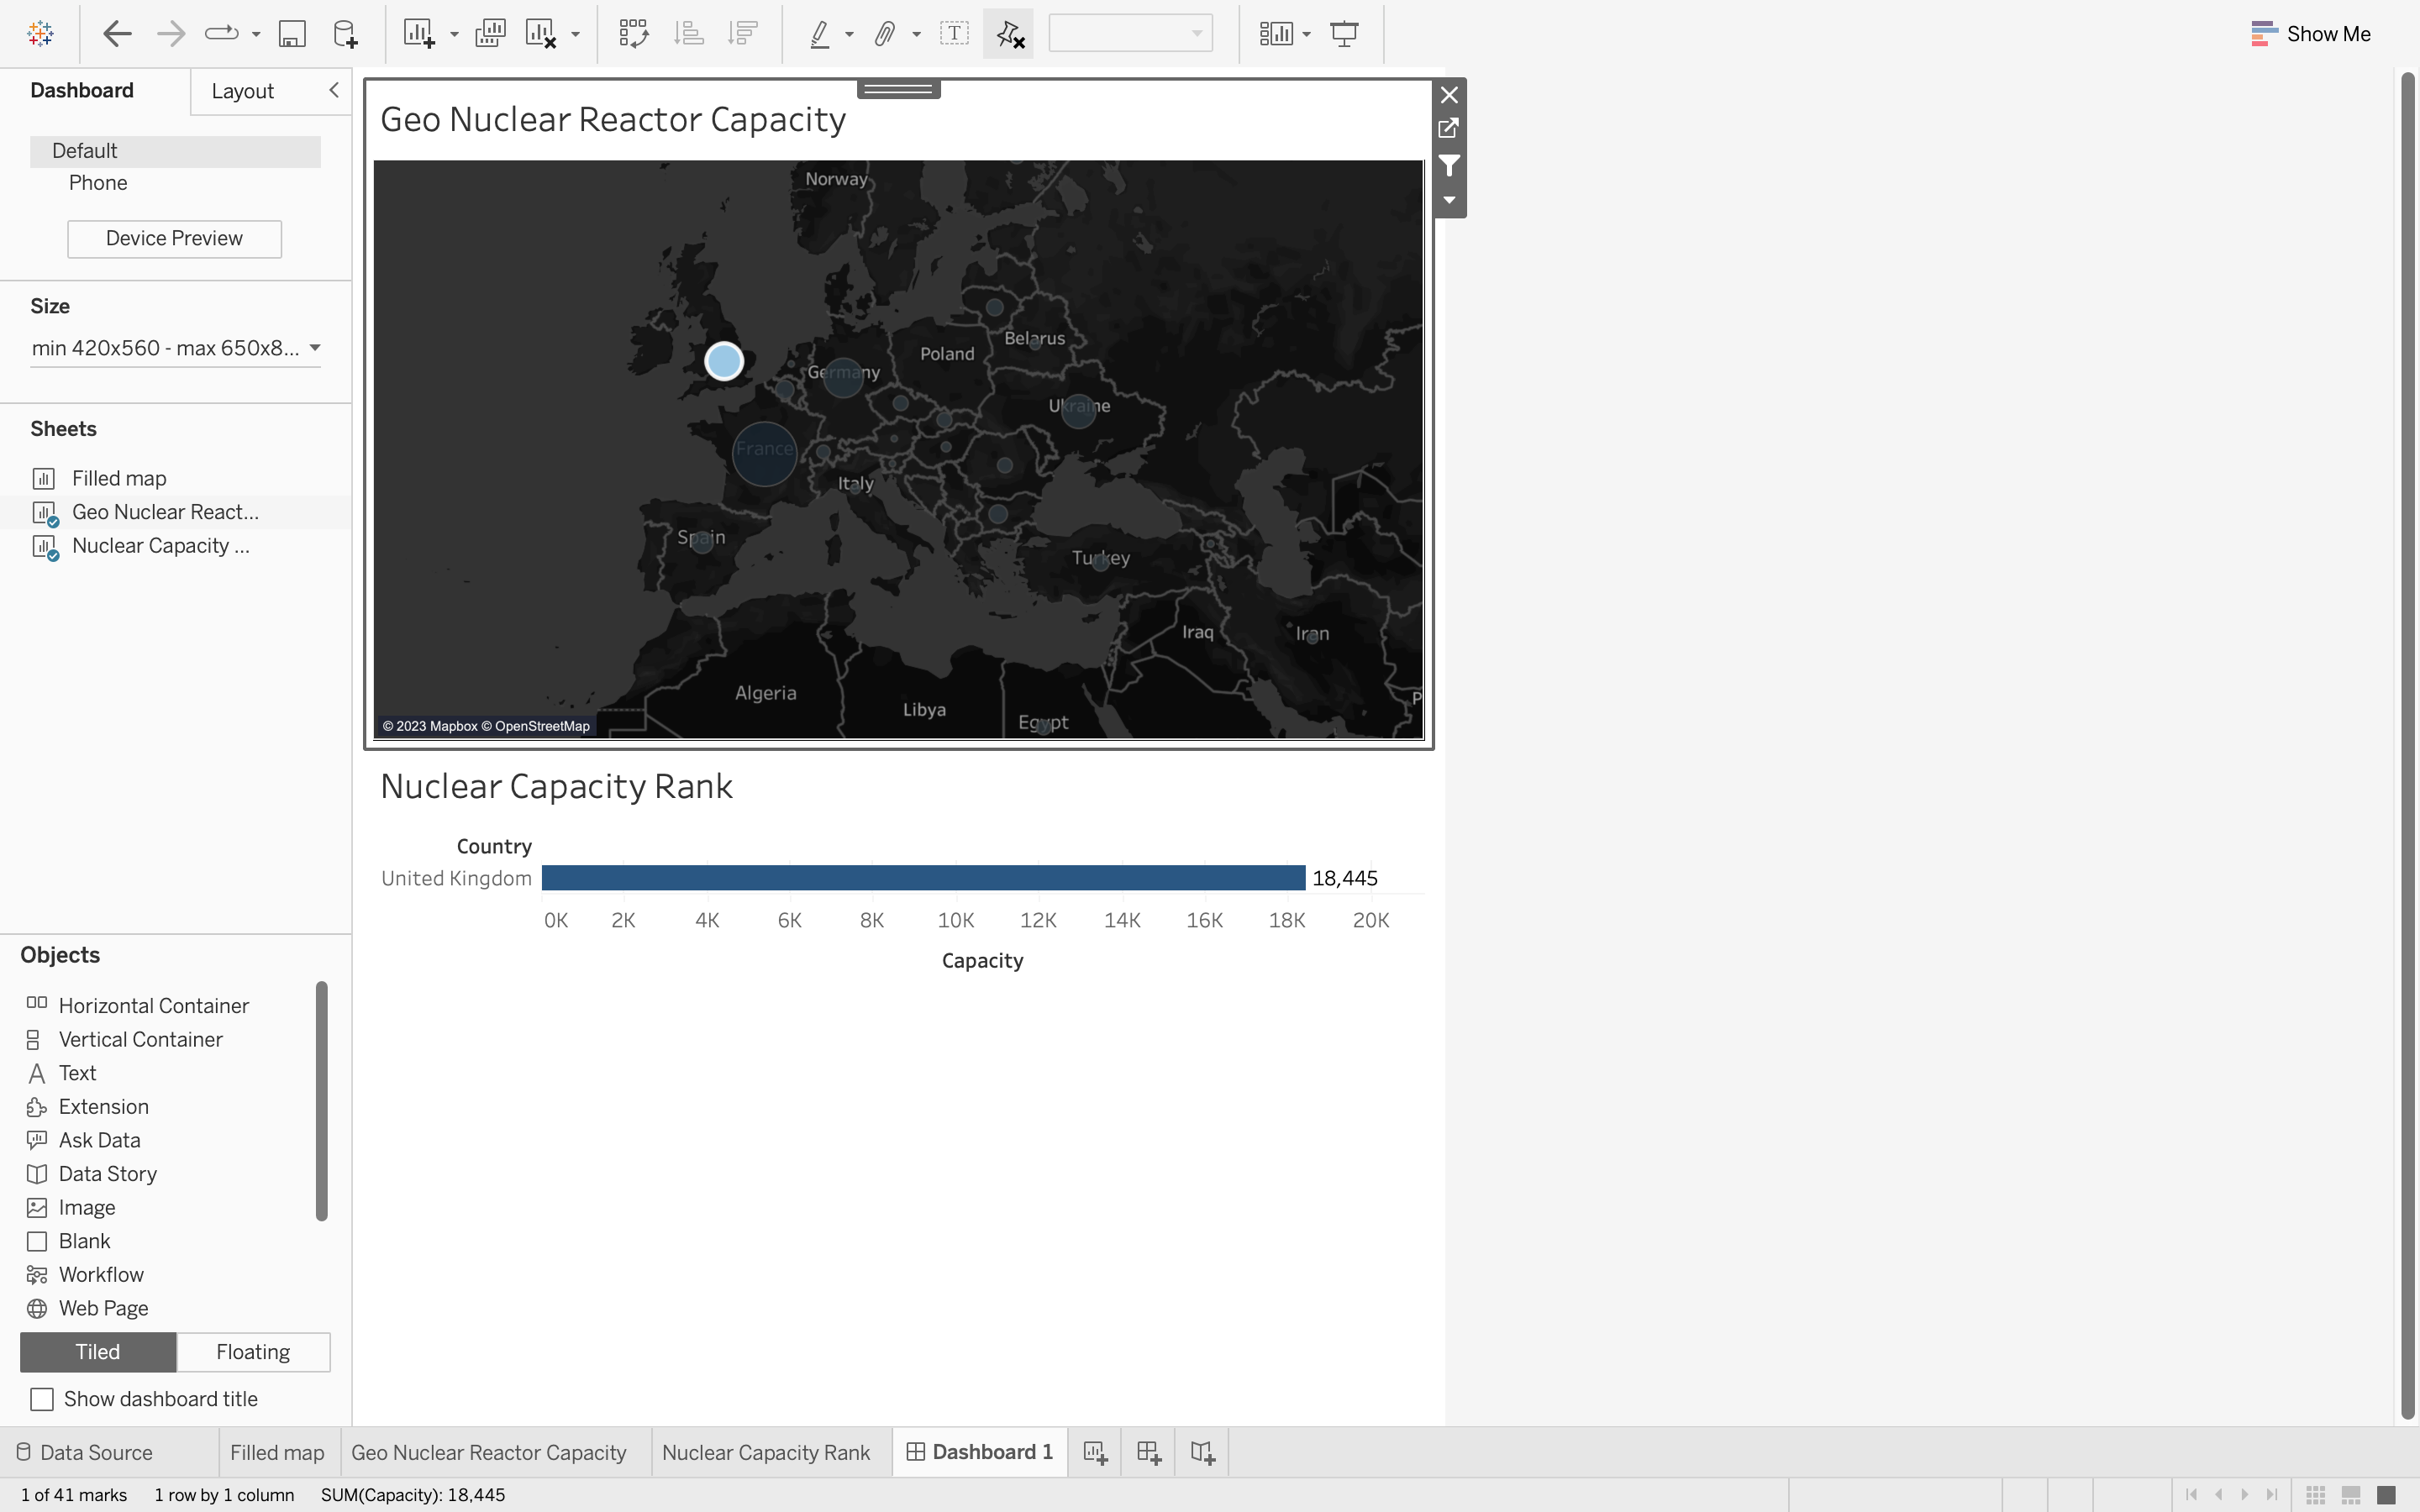 Show Me
Dashboard
Layout
Default
Phone
Device Preview
Size
min 420x560 - max 650x8...
Sheets
Filled map
Geo Nuclear React...
Nuclear Capacity ...
Objects
Horizontal Container
Vertical Container
Text
Extension
Ask Data
Data Story
Image
Blank
Workflow
Web Page
Tiled
Floating
Show dashboard title
Geo Nuclear Reactor Capacity
Norway
Belarus
Poland
Germany
Ukraine
France
Italy
Spain
Turkey
Iraq
Iran
Algeria
P
Libya
Egypt
© 2023 Mapbox © OpenStreetMap
Nuclear Capacity Rank
Country
United Kingdom
18,445
0K 2K 4K 6K 8K 10K 12K 14K 16K 18K 20K
Capacity
Data Source
Filled map
Geo Nuclear Reactor Capacity
Nuclear Capacity Rank
Dashboard 1
1 of 41 marks
1 row by 1 column
SUM(Capacity): 18,445